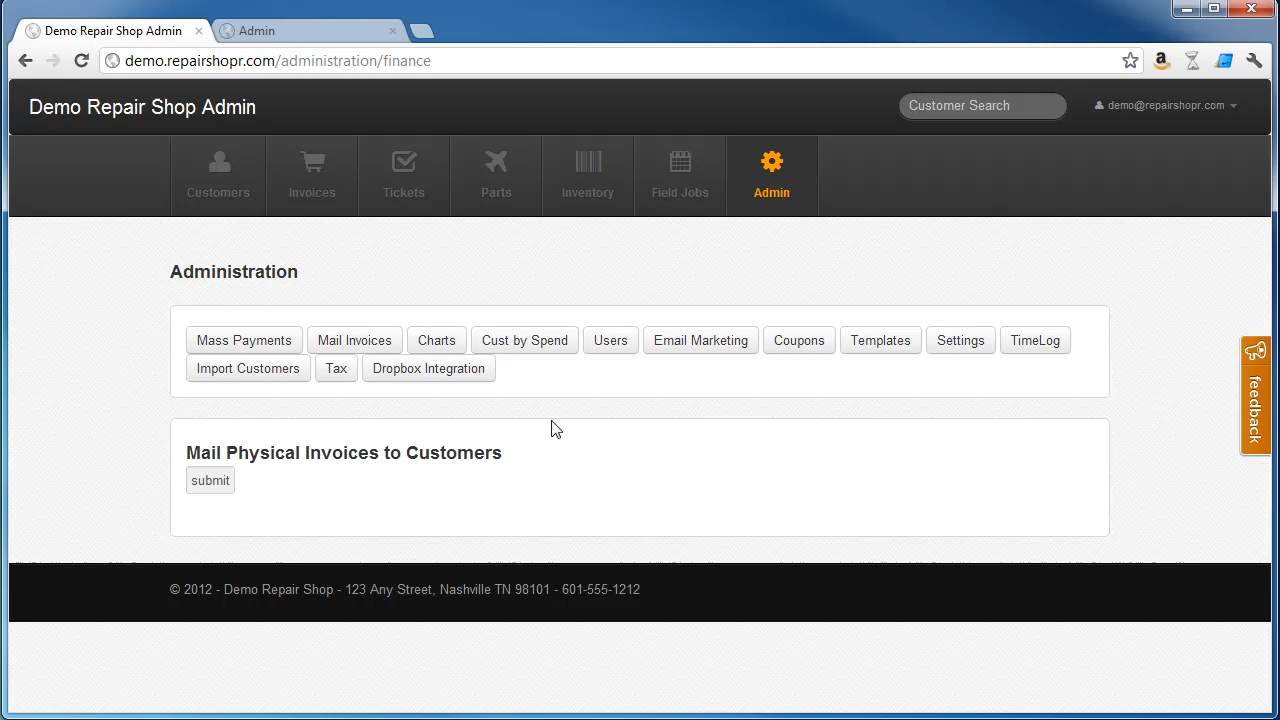 Demo Repair Shop Admin
Admin
demo.repairshopr.com/administration/finance
Demo Repair Shop Admin
Customer Search
demo@repairshopr.com
Customers
Invoices
Tickets
Parts
Inventory
Field Jobs
Admin
Administration
Mass Payments
Mail Invoices
Charts
Cust by Spend
Users
Email Marketing
Coupons
Templates
Settings
TimeLog
Import Customers
Tax
Dropbox Integration
feedback
Mail Physical Invoices to Customers
submit
© 2012 - Demo Repair Shop - 123 Any Street, Nashville TN 98101 - 601-555-1212